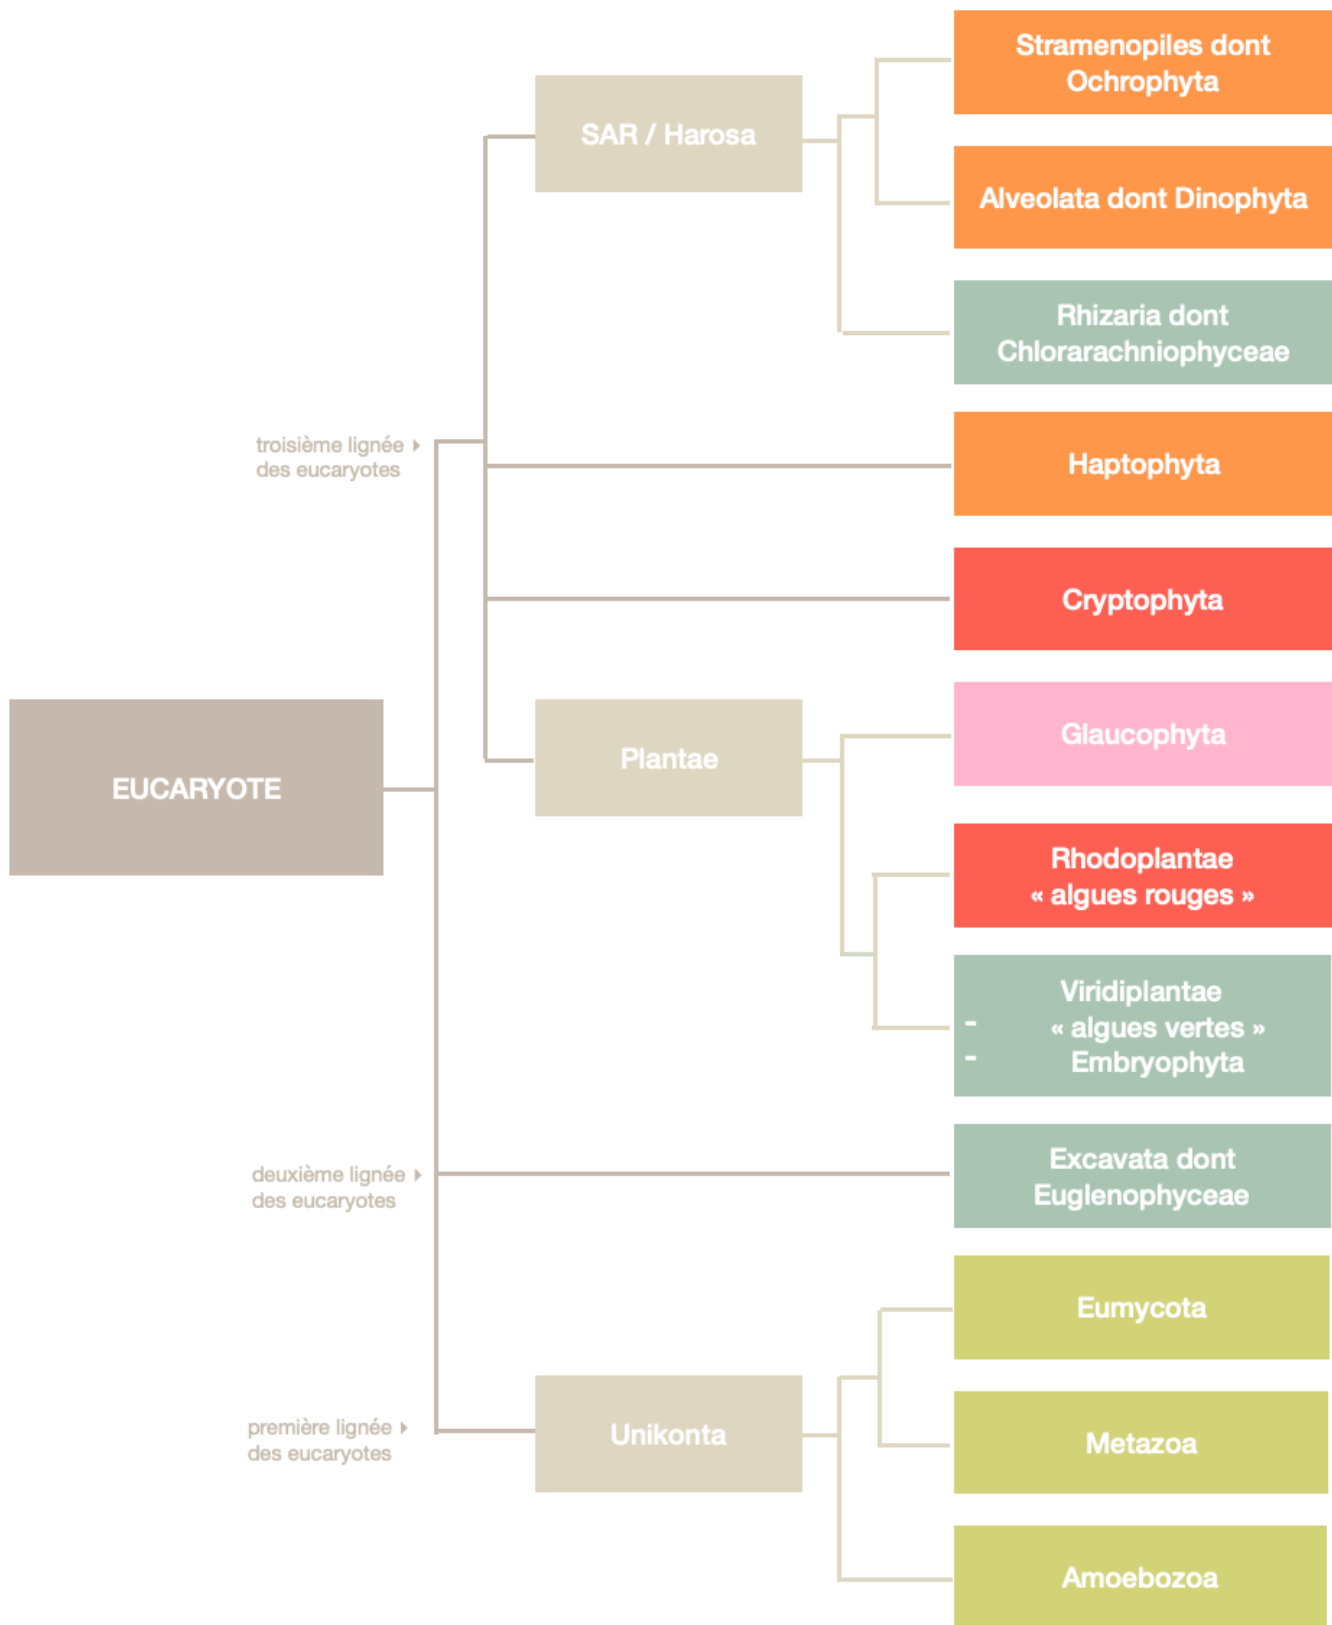 Stramenopiles dont
Ochrophyta
SAR / Harosa
Alveolata dont Dinophyta
Rhizaria dont
Chlorarachniophyceae
troisième lignée
des eucaryotes
Haptophyta
Cryptophyta
Glaucophyta
Plantae
EUCARYOTE
Rhodoplantae
« algues rouges »
Viridiplantae
- « algues vertes »
- Embryophyta
deuxième lignée
des eucaryotes
Excavata dont
Euglenophyceae
Eumycota
première lignée
des eucaryotes
Unikonta
Metazoa
Amoebozoa